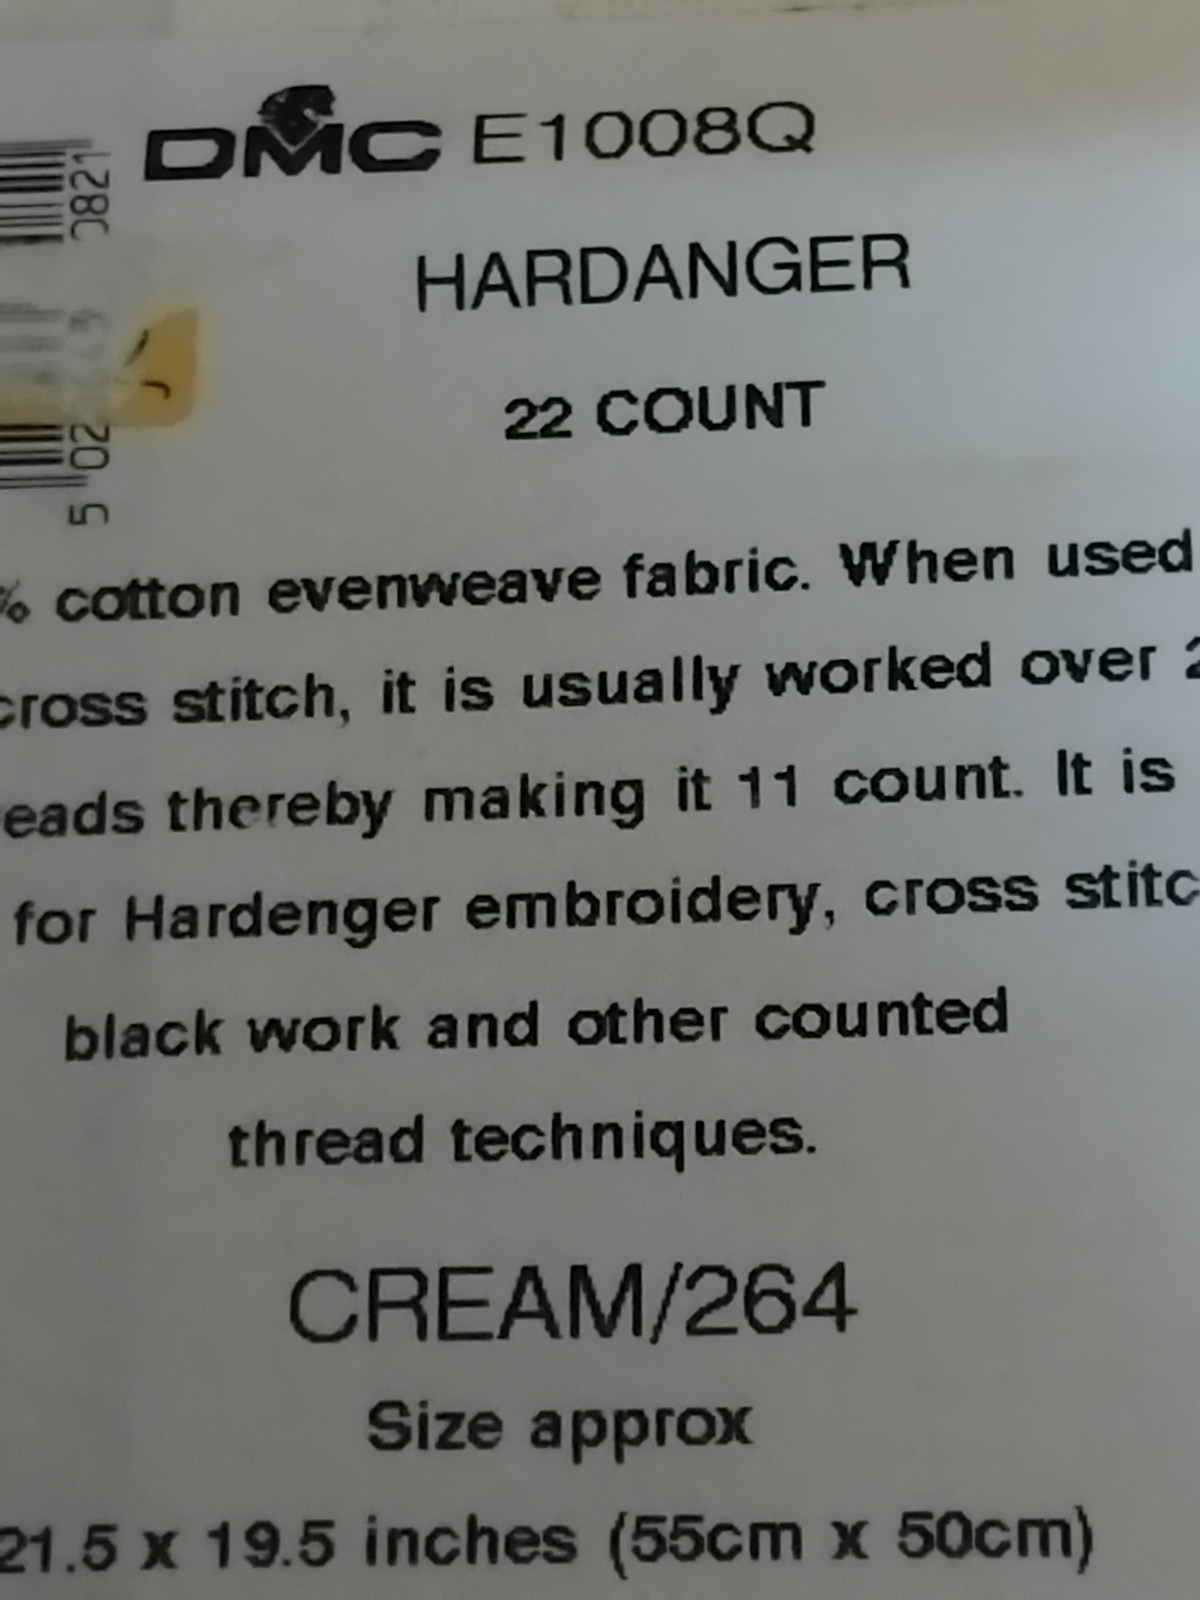 DMC E1008Q
HARDANGER
22 COUNT
% cotton evenweave fabric. When used
cross stitch, it is usually worked over 2
eads thereby making it 11 count. It is
for Hardenger embroidery, cross stitc
black work and other counted
thread techniques.
CREAM/264
Size approx
21.5 x 19.5 inches (55cm x 50cm)